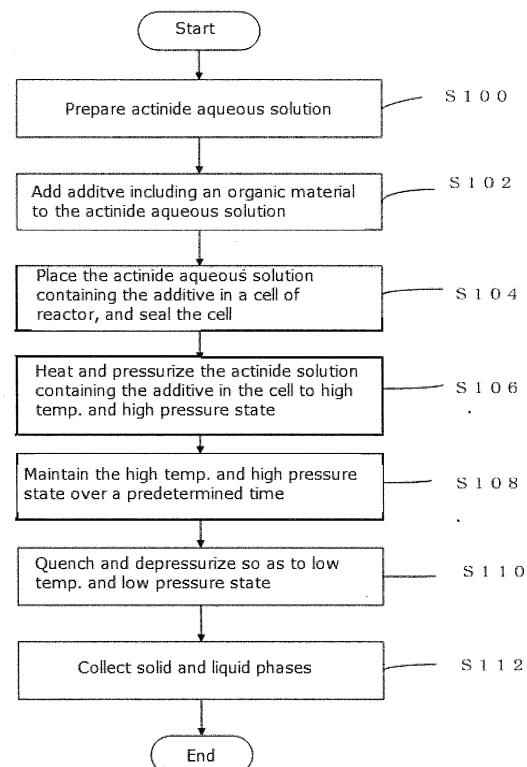 Start
Prepare actinide aqueous solution
S100
Add additve including an organic material
to the actinide aqueous solution
S102
Place the actinide aqueous solution
containing the additive in a cell of
reactor, and seal the cell
S104
Heat and pressurize the actinide solution
containing the additive in the cell to high
temp. and high pressure state
S106
Maintain the high temp. and high pressure
state over a predetermined time
S108
Quench and depressurize so as to low
temp. and low pressure state
S110
Collect solid and liquid phases
S112
End